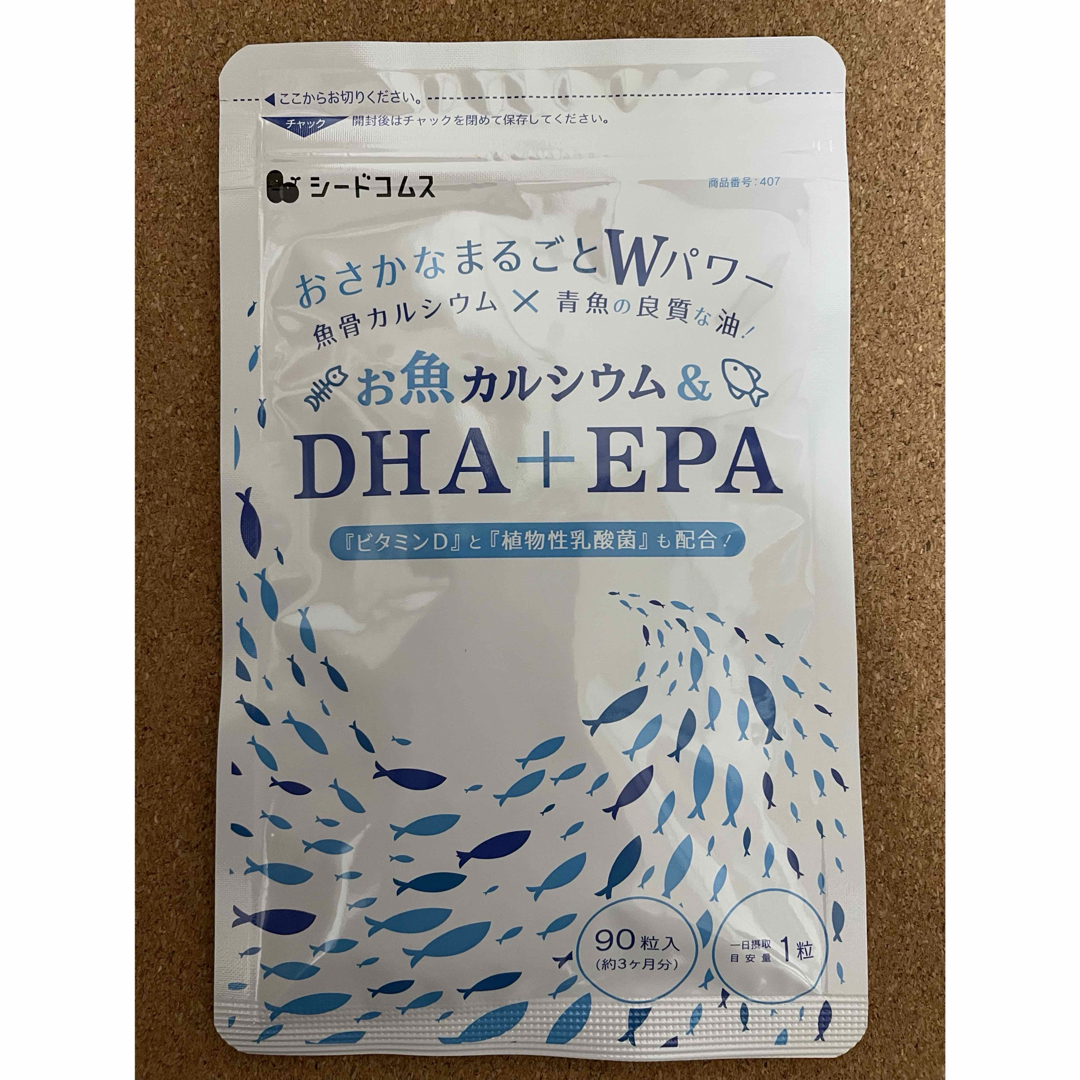 ここからお切りください。
チャック 開封後はチャックを閉めて保存してください。
シードコムス
商品番号:407
おさかなまるごとWパワー
魚骨カルシウム×青魚の良質な油!
お魚カルシウム&
DHA+EPA
『ビタミンD』と『植物性乳酸菌』も配合!
90粒入
(約3ヶ月分)
一日摂取
目安量 1粒